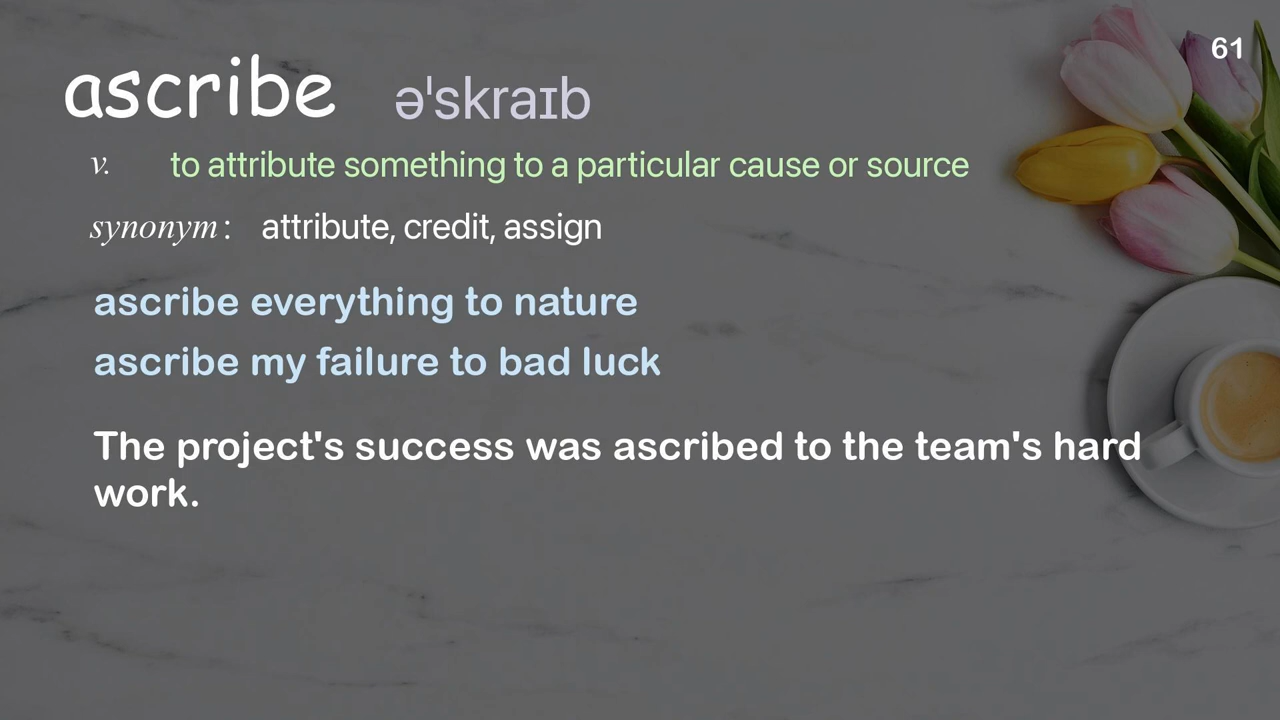 61
ascribe əˈskraɪb
v. to attribute something to a particular cause or source
synonym : attribute, credit, assign
ascribe everything to nature
ascribe my failure to bad luck
The project's success was ascribed to the team's hard
work.